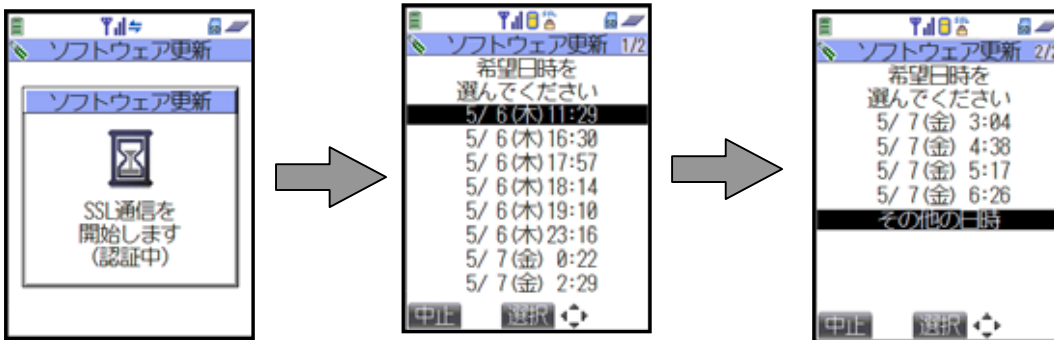 ソフトウェア更新
ソフトウェア更新
SSL通信を
開始します
(認証中)
ソフトウェア更新 1/2
希望日時を
選んでください
5/ 6(木)11:29
5/ 6(木)16:30
5/ 6(木)17:57
5/ 6(木)18:14
5/ 6(木)19:10
5/ 6(木)23:16
5/ 7(金) 0:22
5/ 7(金) 2:29
中止 選択
ソフトウェア更新 2/2
希望日時を
選んでください
5/ 7(金) 3:04
5/ 7(金) 4:38
5/ 7(金) 5:17
5/ 7(金) 6:26
その他の日時
中止 選択